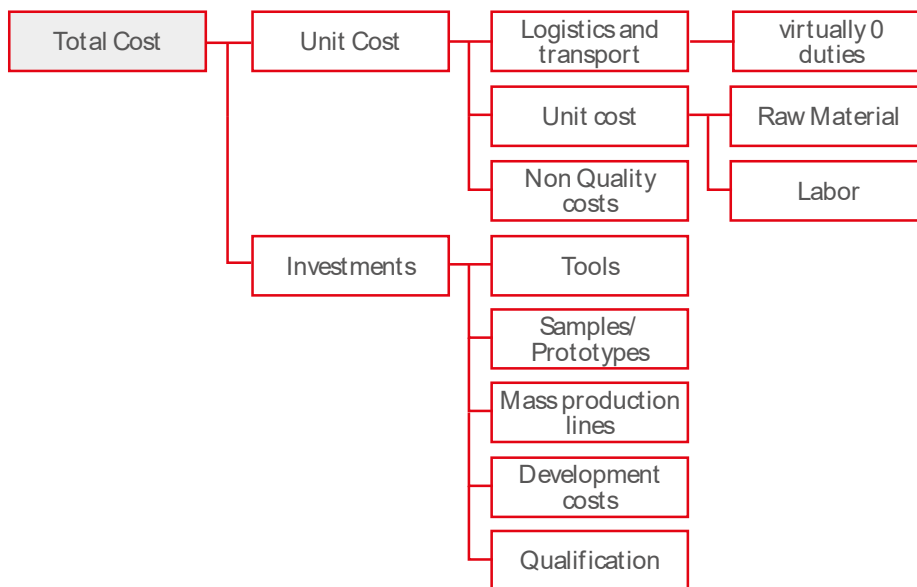 Total Cost
Unit Cost
Logistics and
transport
virtually 0
duties
Unit cost
Raw Material
Non Quality
costs
Labor
Investments
Tools
Samples/
Prototypes
Mass production
lines
Development
costs
Qualification